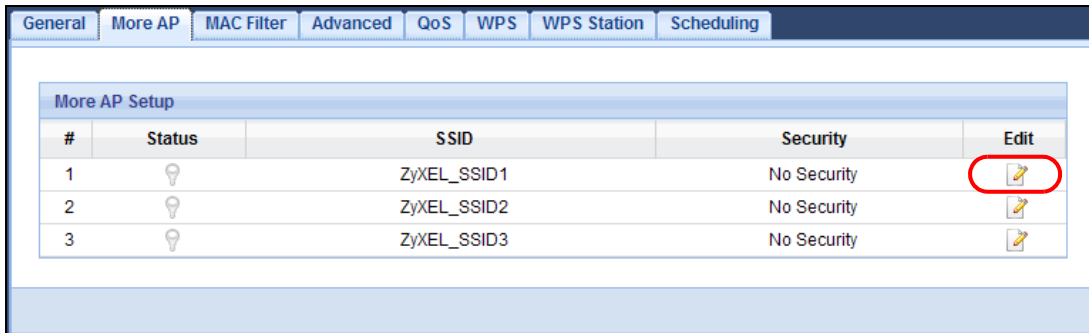 General More AP MAC Filter Advanced QoS WPS WPS Station Scheduling
More AP Setup
# Status SSID Security Edit
1 ZyXEL_SSID1 No Security
2 ZyXEL_SSID2 No Security
3 ZyXEL_SSID3 No Security